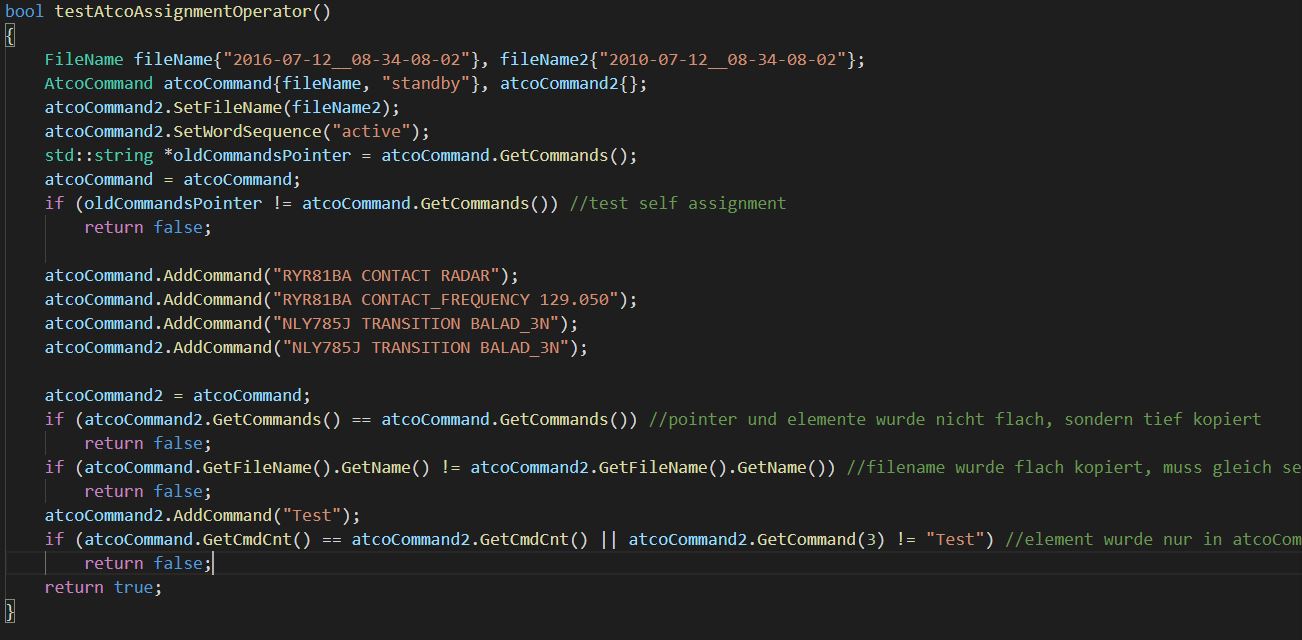 bool testAtcoAssignmentOperator()
{
    FileName fileName{"2016-07-12__08-34-08-02"}, fileName2{"2010-07-12__08-34-08-02"};
    AtcoCommand atcoCommand{fileName, "standby"}, atcoCommand2{};
    atcoCommand2.SetFileName(fileName2);
    atcoCommand2.SetWordSequence("active");
    std::string *oldCommandsPointer = atcoCommand.GetCommands();
    atcoCommand = atcoCommand;
    if (oldCommandsPointer != atcoCommand.GetCommands()) //test self assignment
        return false;

    atcoCommand.AddCommand("RYR81BA CONTACT RADAR");
    atcoCommand.AddCommand("RYR81BA CONTACT_FREQUENCY 129.050");
    atcoCommand.AddCommand("NLY785J TRANSITION BALAD_3N");
    atcoCommand2.AddCommand("NLY785J TRANSITION BALAD_3N");

    atcoCommand2 = atcoCommand;
    if (atcoCommand2.GetCommands() == atcoCommand.GetCommands()) //pointer und elemente wurde nicht flach, sondern tief kopiert
        return false;
    if (atcoCommand.GetFileName().GetName() != atcoCommand2.GetFileName().GetName()) //filename wurde flach kopiert, muss gleich se
        return false;
    atcoCommand2.AddCommand("Test");
    if (atcoCommand.GetCmdCnt() == atcoCommand2.GetCmdCnt() || atcoCommand2.GetCommand(3) != "Test") //element wurde nur in atcoCom
        return false;
    return true;
}